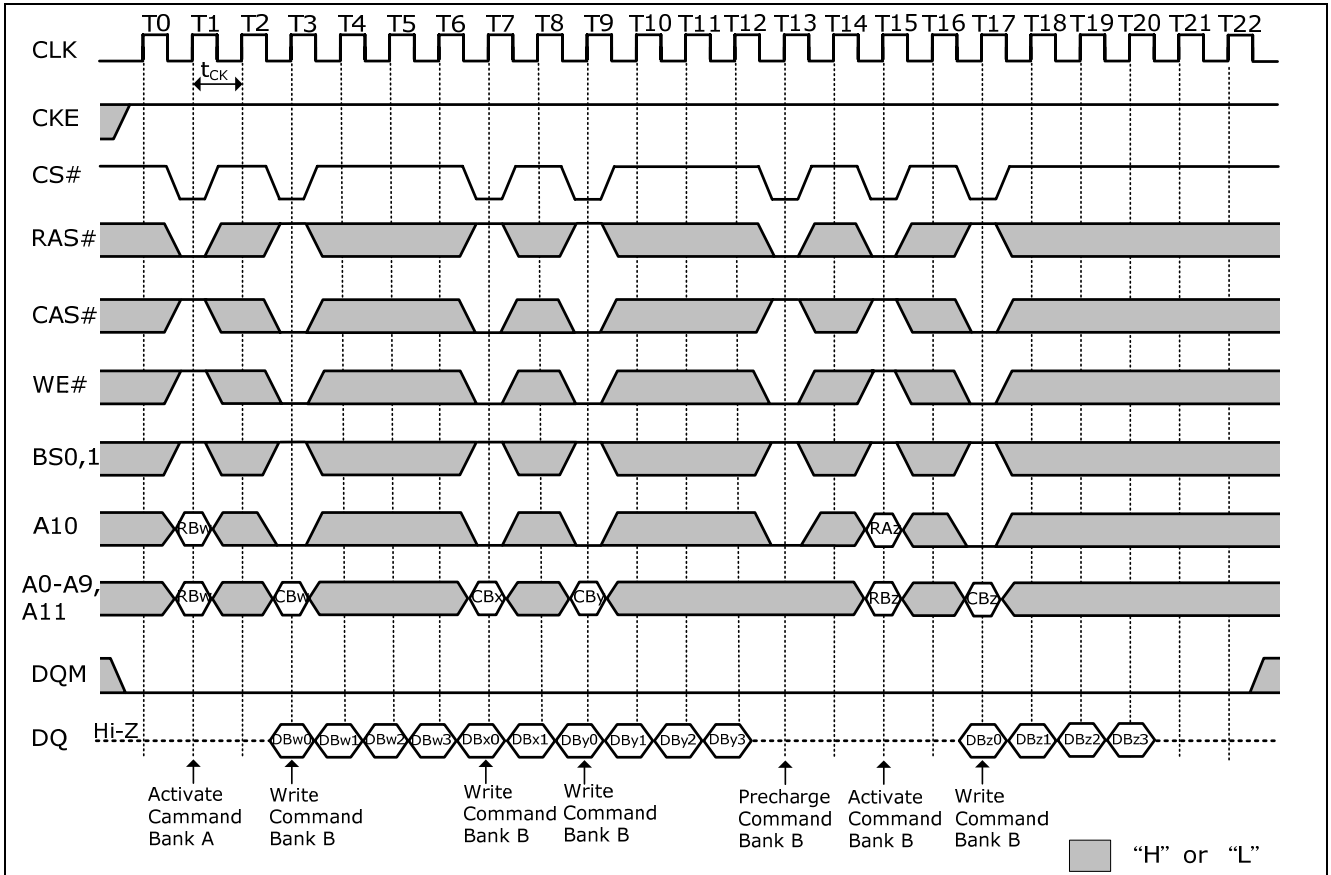 T0 T1 T2 T3 T4 T5 T6 T7 T8 T9 T10 T11 T12 T13 T14 T15 T16 T17 T18 T19 T20 T21 T22
CLK
tCK
CKE
CS#
RAS#
CAS#
WE#
BS0,1
A10
RBw
RAz
A0-A9,
A11
RBw
CBw
CBx
CBy
RBz
CBz
DQM
DQ
Hi-Z
DBw0 DBw1 DBw2 DBw3 DBx0 DBx1 DBy0 DBy1 DBy2 DBy3 DBz0 DBz1 DBz2 DBz3
Activate
Cammand
Bank A
Write
Command
Bank B
Write
Command
Bank B
Write
Command
Bank B
Precharge
Command
Bank B
Activate
Command
Bank B
Write
Command
Bank B
“H” or “L”